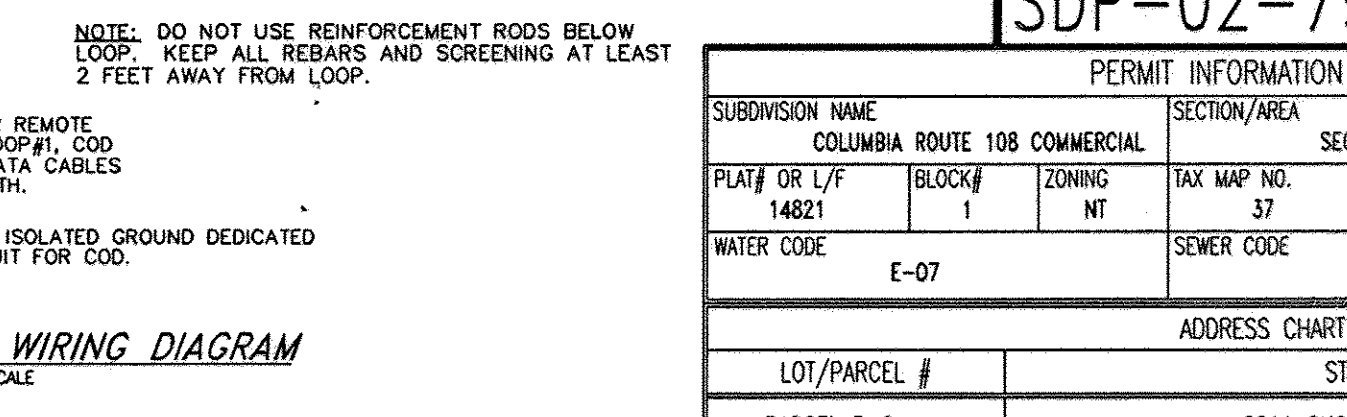 SDP-02-7
NOTE: DO NOT USE REINFORCEMENT RODS BELOW
LOOP. KEEP ALL REBARS AND SCREENING AT LEAST
2 FEET AWAY FROM LOOP.
REMOTE
OOP#1, COD
ATA CABLES
TH.
ISOLATED GROUND DEDICATED
UIT FOR COD.
WIRING DIAGRAM
CALE
PERMIT INFORMATION
SUBDIVISION NAME
SECTION/AREA
COLUMBIA ROUTE 108 COMMERCIAL
PLAT# OR L/F
BLOCK#
ZONING
TAX MAP NO.
14821
1
NT
37
WATER CODE
SEWER CODE
E-07
ADDRESS CHART
LOT/PARCEL #
ST